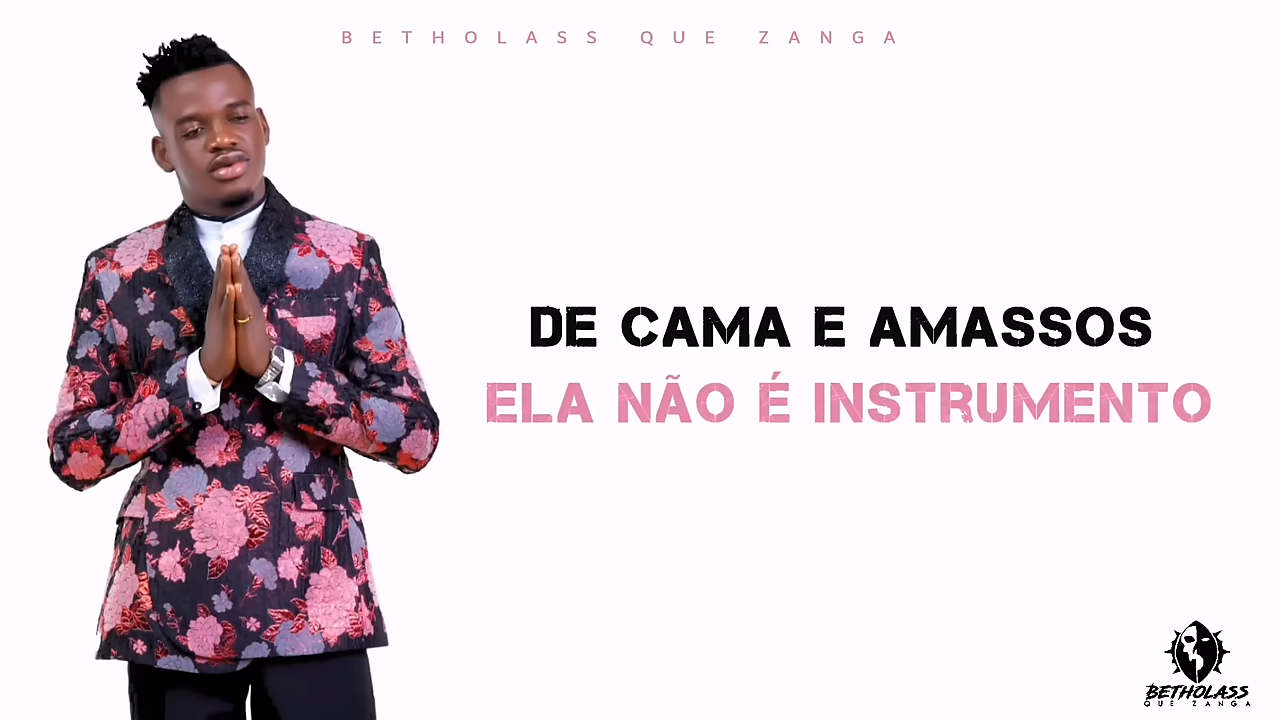 BETHOLASS QUE ZANGA
DE CAMA E AMASSOS
ELA NÃO É INSTRUMENTO
BETHOLASS
QUE ZANGA